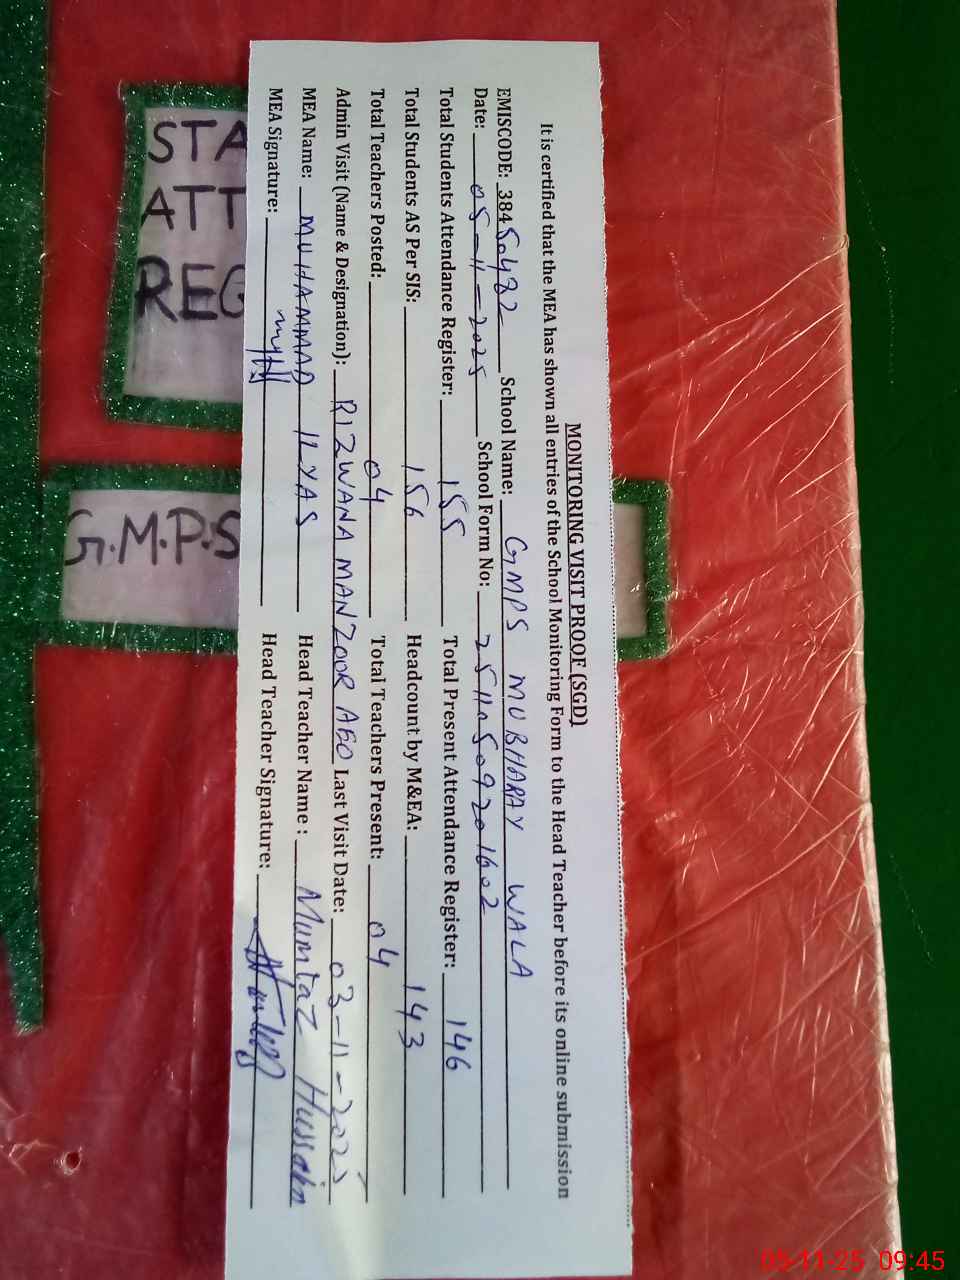 MONITORING VISIT PROOF (SGD)
It is certified that the MEA has shown all entries of the School Monitoring Form to the Head Teacher before its online submission
EMISCODE: 38450482 School Name: GMPS MUBHARAY WALA
Date: 05-11-2025 School Form No: 25110509201602
Total Students Attendance Register: 155 Total Present Attendance Register: 146
Total Students AS Per SIS: 156 Headcount by M&EA: 143
Total Teachers Posted: 04 Total Teachers Present: 04
Admin Visit (Name & Designation): RIZWANA MANZOOR AEO Last Visit Date: 03-11-2025
MEA Name: MUHAMMAD ILYAS Head Teacher Name : Mumtaz Hussain
MEA Signature: Head Teacher Signature:
STA
ATT
REG
G.M.P.S
05-11-25 09:45